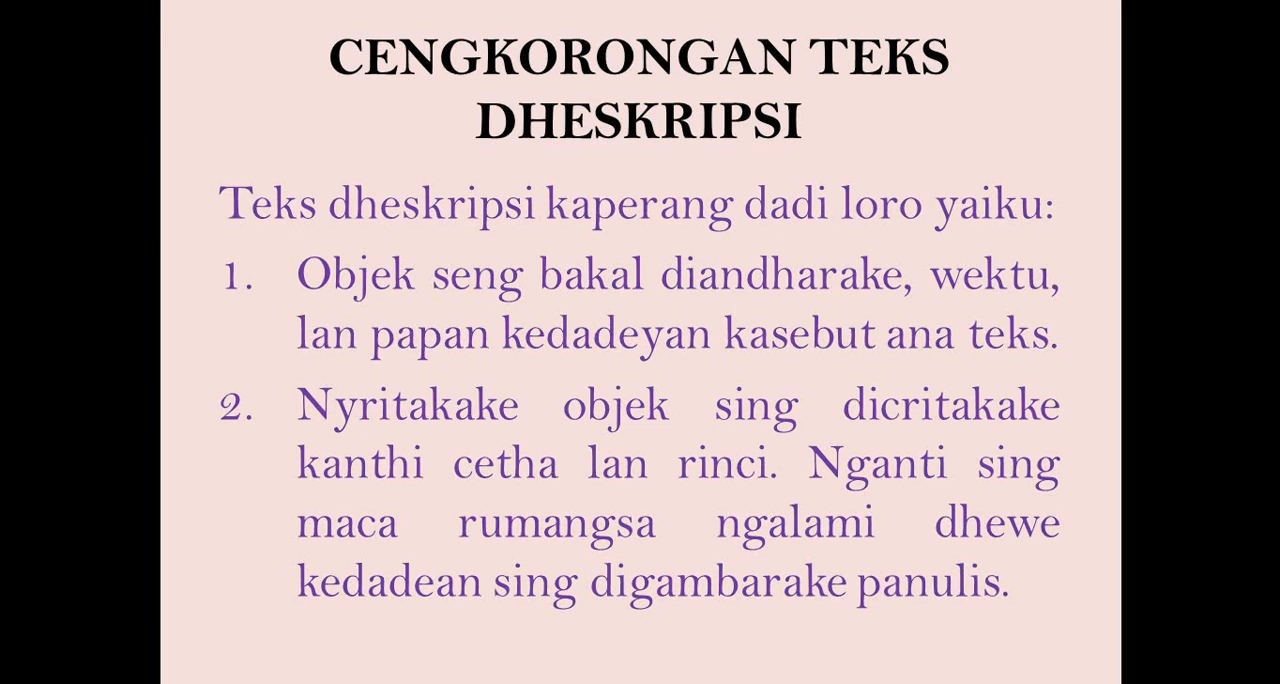 CENGKORONGAN TEKS
DHESKRIPSI
Teks dheskripsi kaperang dadi loro yaiku:
1. Objek seng bakal diandharake, wektu,
lan papan kedadeyan kasebut ana teks.
2. Nyritakake objek sing dicritakake
kanthi cetha lan rinci. Nganti sing
maca rumangsa ngalami dhewe
kedadean sing digambarake panulis.